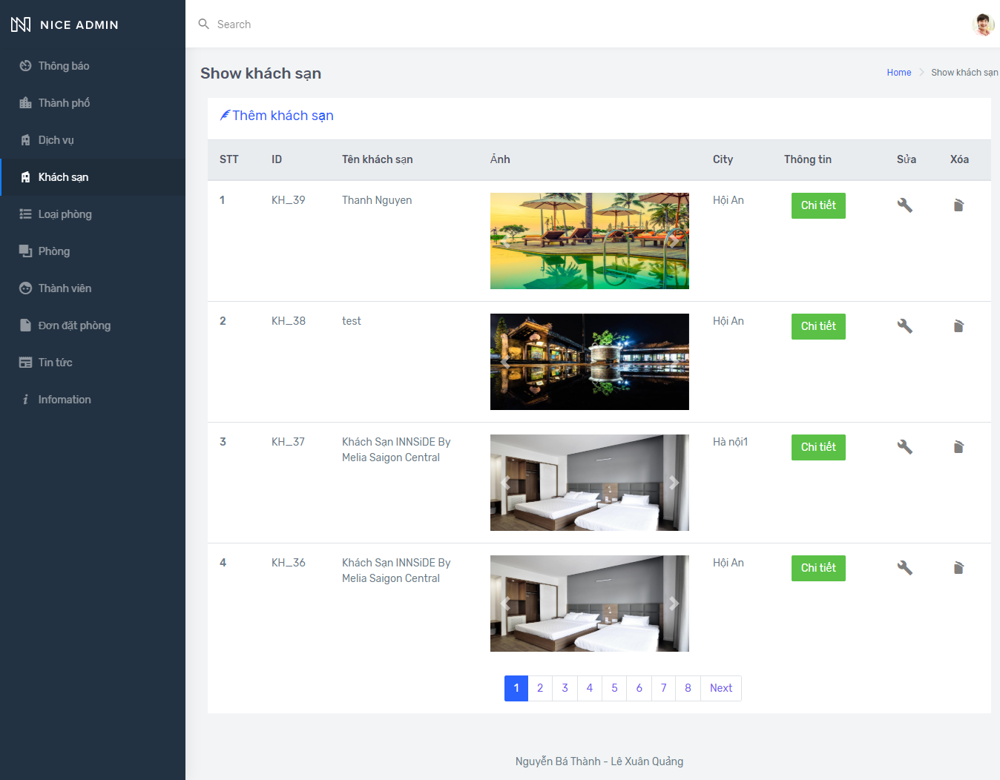 NICE ADMIN
Search
Thông báo
Thành phố
Dịch vụ
Khách sạn
Loại phòng
Phòng
Thành viên
Đơn đặt phòng
Tin tức
Infomation
Show khách sạn
Home > Show khách sạn
Thêm khách sạn
STT ID Tên khách sạn Ảnh City Thông tin Sửa Xóa
1 KH_39 Thanh Nguyen Hội An Chi tiết
2 KH_38 test Hội An Chi tiết
3 KH_37 Khách Sạn INNSiDE By Hà nội1 Chi tiết
Melia Saigon Central
4 KH_36 Khách Sạn INNSiDE By Hội An Chi tiết
Melia Saigon Central
1 2 3 4 5 6 7 8 Next
Nguyễn Bá Thành - Lê Xuân Quảng